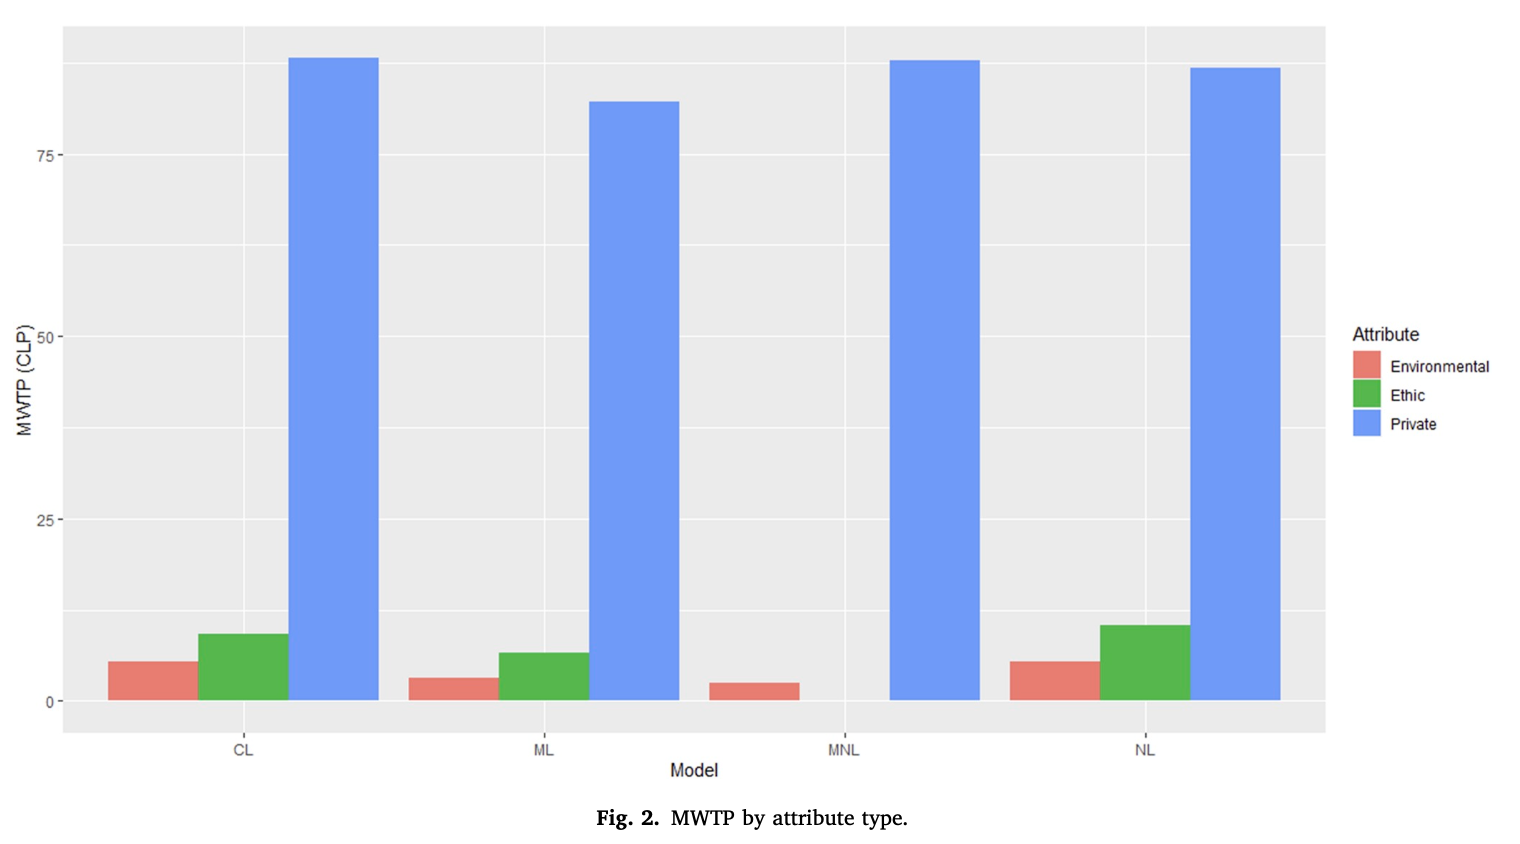 75
50
25
0
MWTP (CLP)
CL ML MNL NL
Model
Attribute
Environmental
Ethic
Private
Fig. 2. MWTP by attribute type.